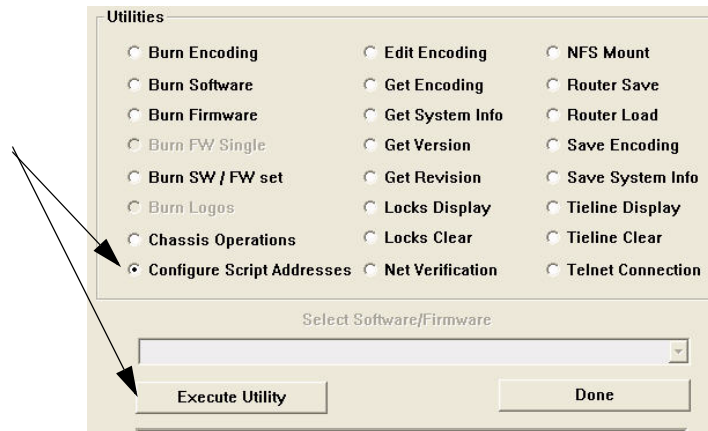 Utilities
Burn Encoding
Burn Software
Burn Firmware
Burn FW Single
Burn SW / FW set
Burn Logos
Chassis Operations
Configure Script Addresses
Edit Encoding
Get Encoding
Get System Info
Get Version
Get Revision
Locks Display
Locks Clear
Net Verification
NFS Mount
Router Save
Router Load
Save Encoding
Save System Info
Tieline Display
Tieline Clear
Telnet Connection
Select Software/Firmware
Execute Utility
Done